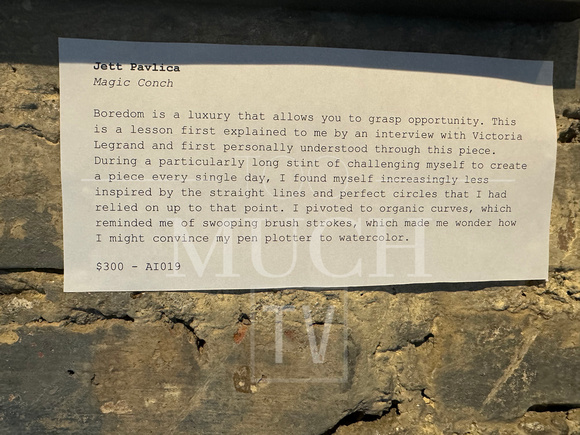 Jett Pavlica
Magic Conch
Boredom is a luxury that allows you to grasp opportunity. This
is a lesson first explained to me by an interview with Victoria
Legrand and first personally understood through this piece.
During a particularly long stint of challenging myself to create
a piece every single day, I found myself increasingly less
inspired by the straight lines and perfect circles that I had
relied on up to that point. I pivoted to organic curves, which
reminded me of swooping brush strokes, which made me wonder how
I might convince my pen plotter to watercolor.
$300 - AI019
MUCH
TV